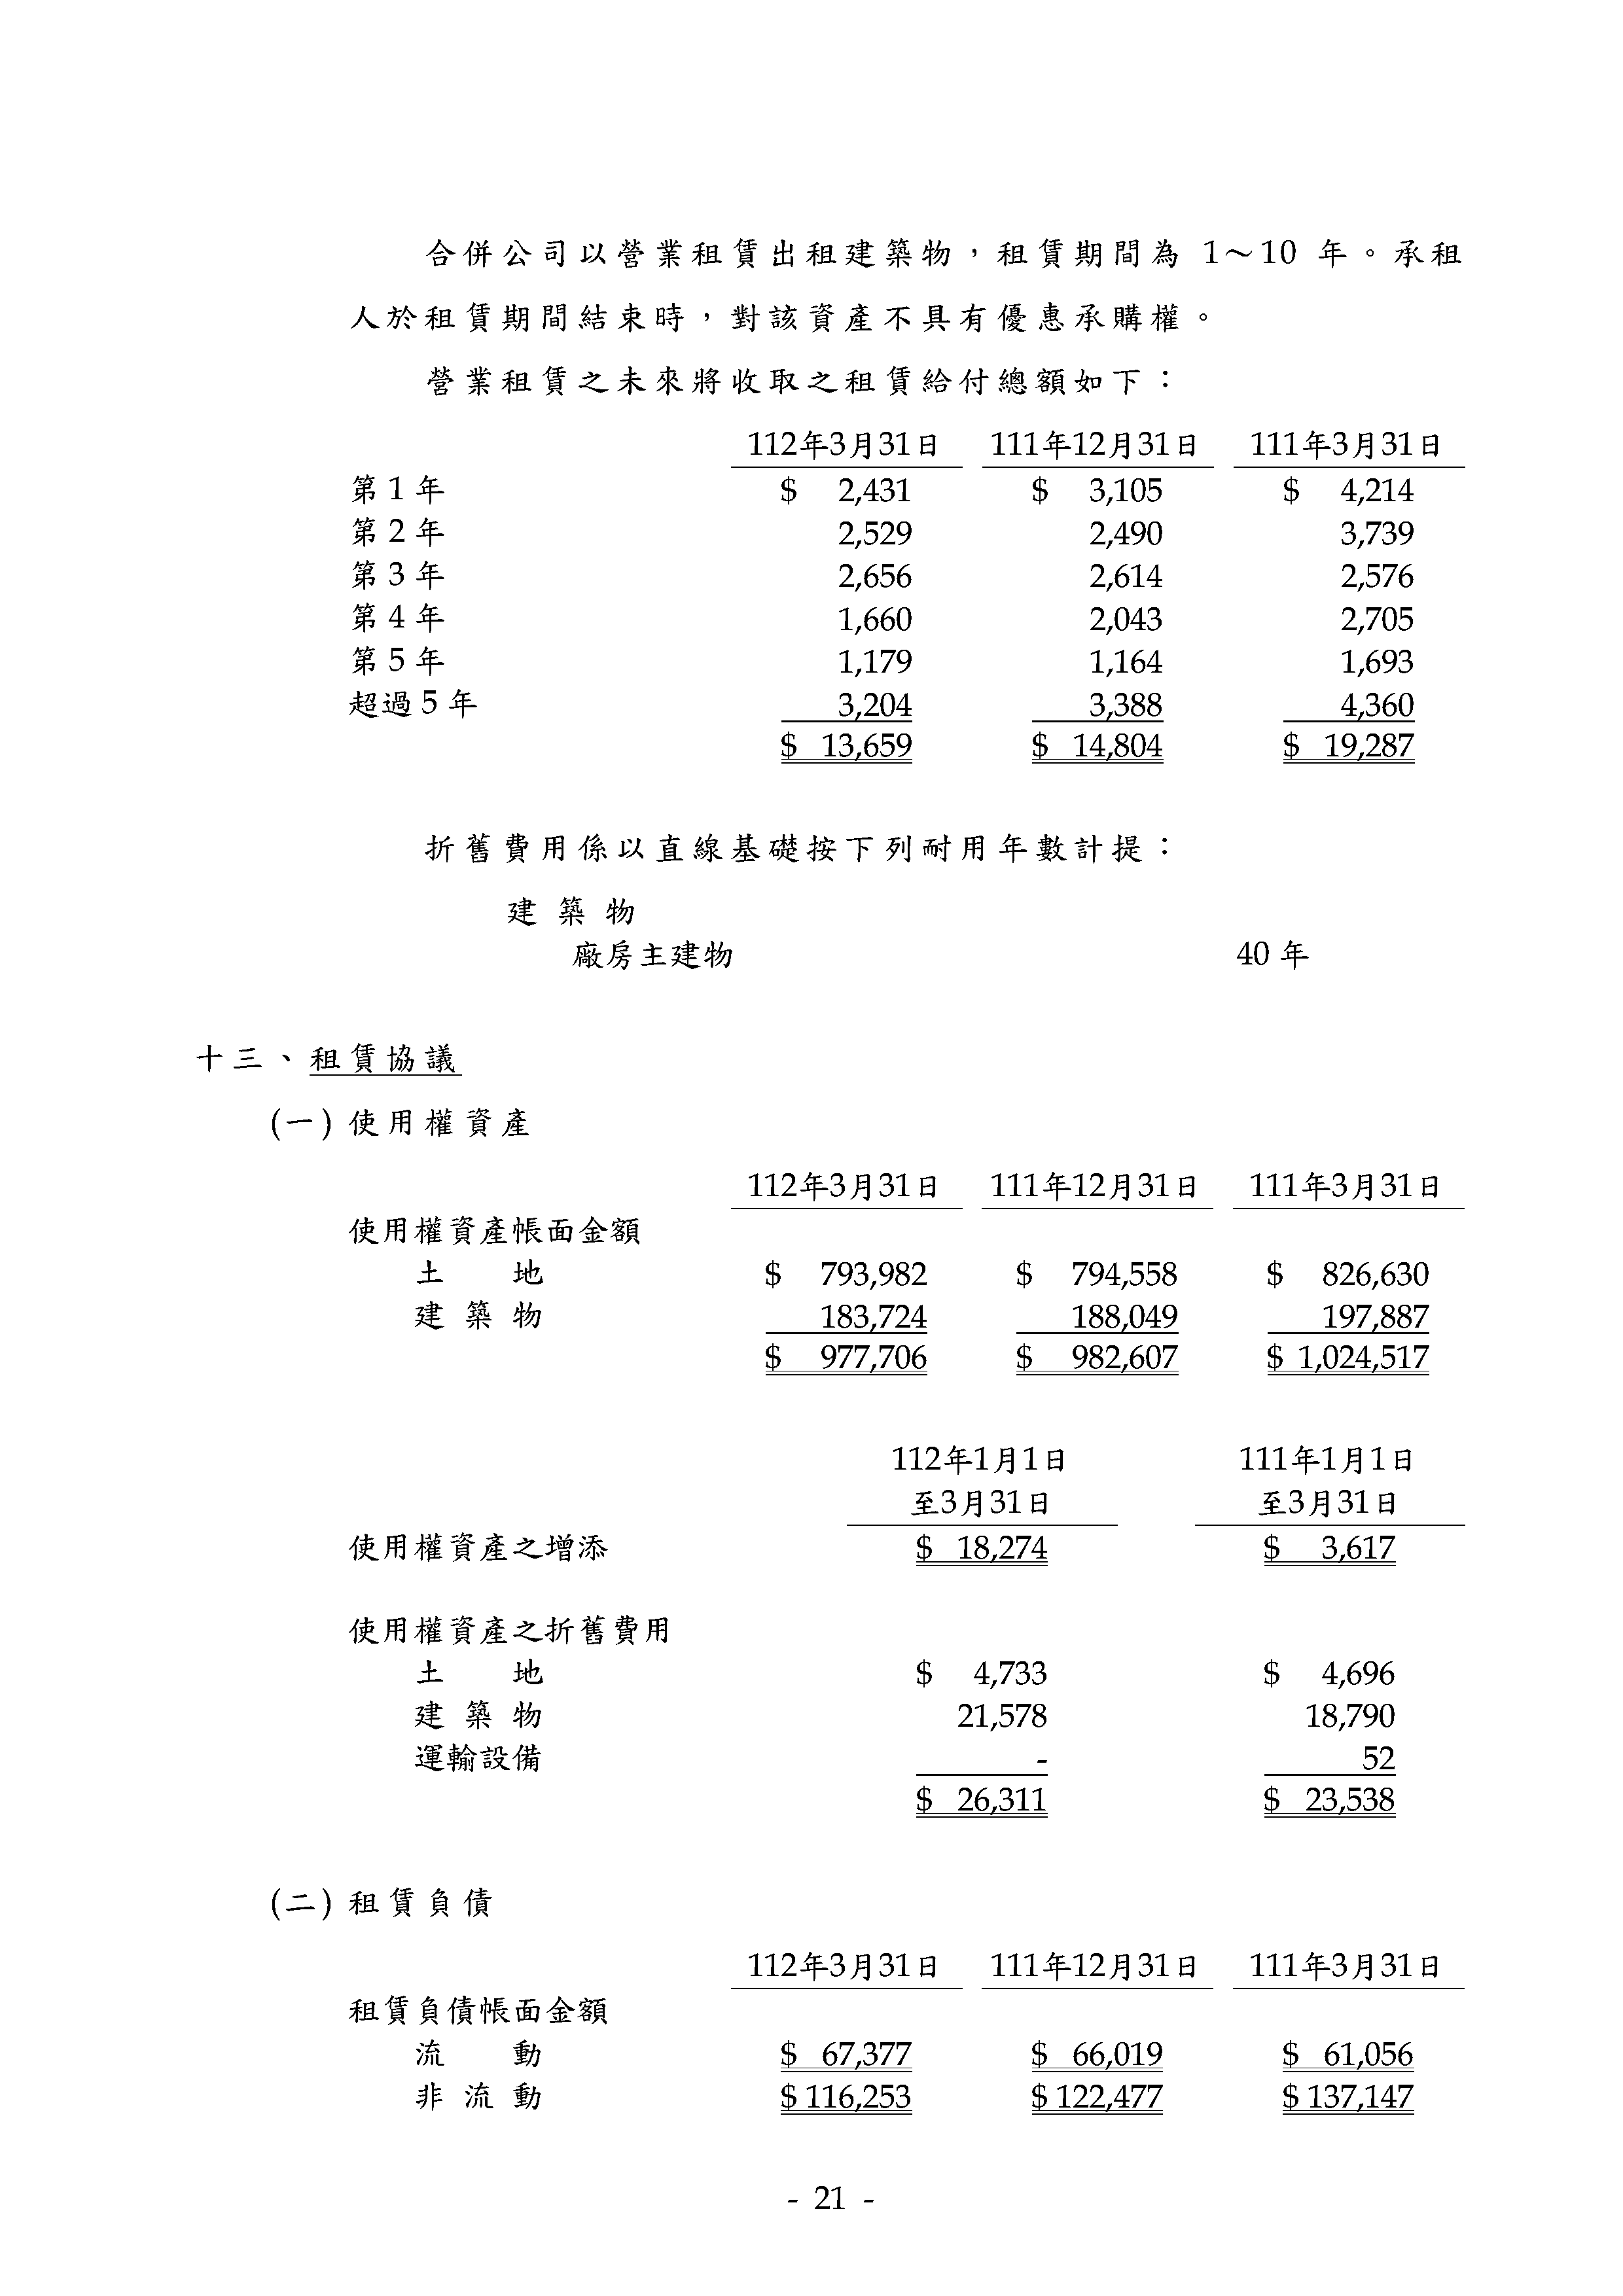 合併公司以營業租賃出租建築物，租賃期間為 1～10 年。承租
人於租賃期間結束時，對該資產不具有優惠承購權。
營業租賃之未來將收取之租賃給付總額如下：
112年3月31日 111年12月31日 111年3月31日
第 1 年 $ 2,431 $ 3,105 $ 4,214
第 2 年 2,529 2,490 3,739
第 3 年 2,656 2,614 2,576
第 4 年 1,660 2,043 2,705
第 5 年 1,179 1,164 1,693
超過 5 年 3,204 3,388 4,360
$ 13,659 $ 14,804 $ 19,287
折舊費用係以直線基礎按下列耐用年數計提：
建 築 物
廠房主建物 40 年
十三、租賃協議
(一) 使用權資產
112年3月31日 111年12月31日 111年3月31日
使用權資產帳面金額
土 地 $ 793,982 $ 794,558 $ 826,630
建 築 物 183,724 188,049 197,887
$ 977,706 $ 982,607 $ 1,024,517
112年1月1日 111年1月1日
至3月31日 至3月31日
使用權資產之增添 $ 18,274 $ 3,617
使用權資產之折舊費用
土 地 $ 4,733 $ 4,696
建 築 物 21,578 18,790
運輸設備 - 52
$ 26,311 $ 23,538
(二) 租賃負債
112年3月31日 111年12月31日 111年3月31日
租賃負債帳面金額
流 動 $ 67,377 $ 66,019 $ 61,056
非 流 動 $ 116,253 $ 122,477 $ 137,147
- 21 -